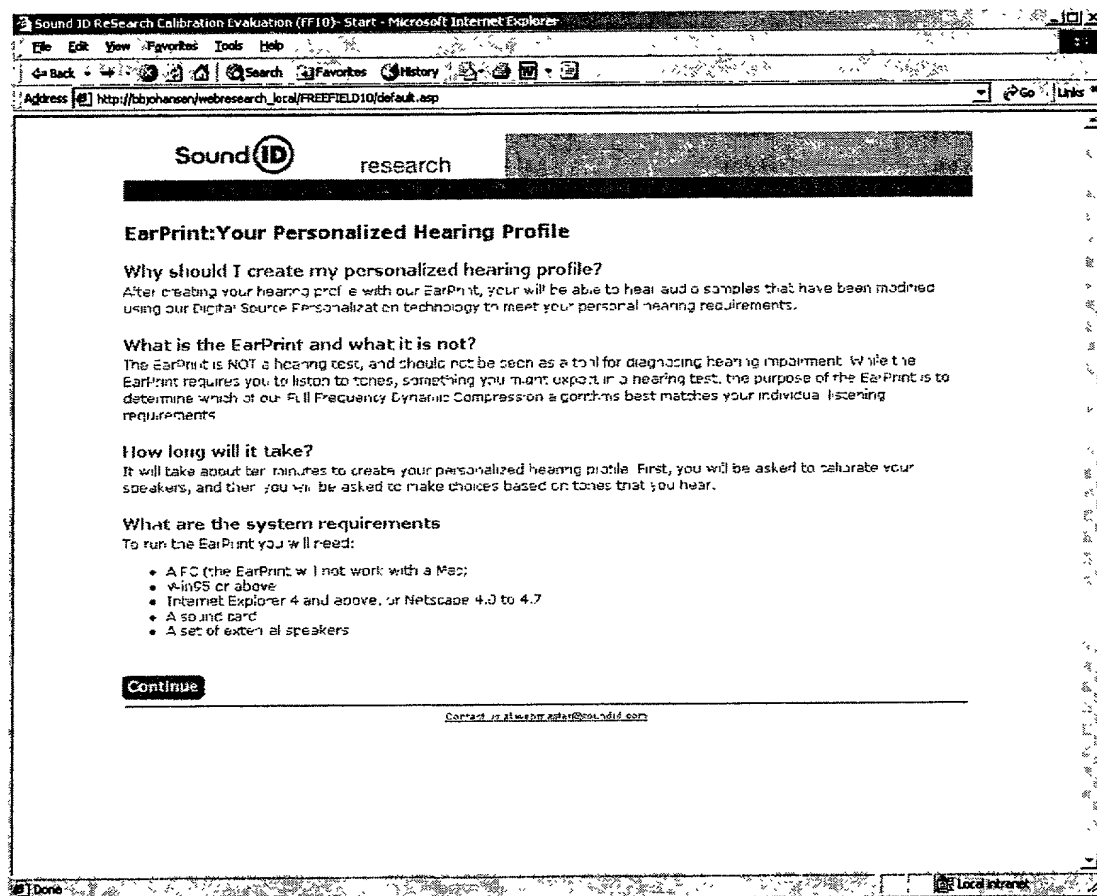 Sound ID ReSearch Calibration Evaluation (FF10)- Start - Microsoft Internet Explorer
File Edit View Favorites Tools Help
Back Search Favorites History
Address http://bbjohansen/webresearch_local/FREEFIELD10/default.asp Go Links
Sound ID research
EarPrint:Your Personalized Hearing Profile
Why should I create my personalized hearing profile?
After creating your hearing profile with our EarPrint, your will be able to hear audio samples that have been modified
using our Digital Source Personalization technology to meet your personal hearing requirements.
What is the EarPrint and what it is not?
The EarPrint is NOT a hearing test, and should not be seen as a tool for diagnosing hearing impairment. While the
EarPrint requires you to listen to tones, something you might expect in a hearing test, the purpose of the EarPrint is to
determine which of our Full Frequency Dynamic Compression algorithms best matches your individual listening
requirements
How long will it take?
It will take about ten minutes to create your personalized hearing profile. First, you will be asked to calibrate your
speakers, and then you will be asked to make choices based on tones that you hear.
What are the system requirements
To run the EarPrint you will need:
• A PC (the EarPrint will not work with a Mac)
• Win95 or above
• Internet Explorer 4 and above, or Netscape 4.0 to 4.7
• A sound card
• A set of external speakers
Continue
Contact us at webmaster@soundid.com
Done Local intranet